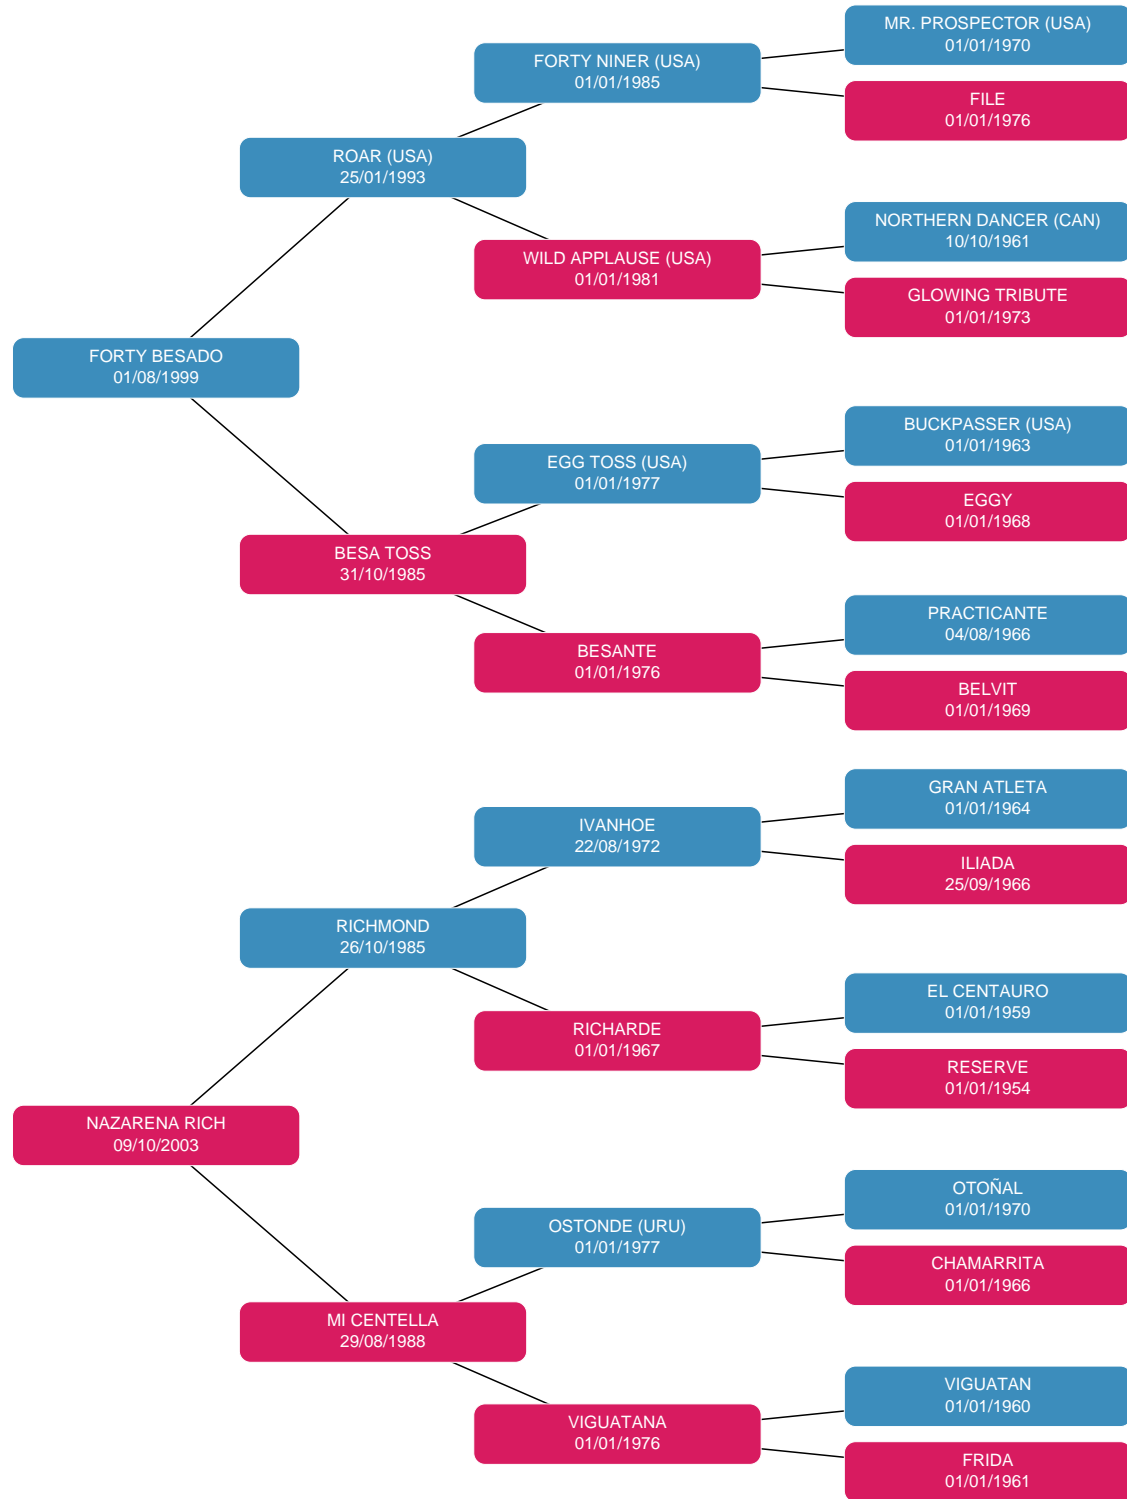 MR. PROSPECTOR (USA)
01/01/1970
FORTY NINER (USA)
01/01/1985
FILE
01/01/1976
ROAR (USA)
25/01/1993
NORTHERN DANCER (CAN)
10/10/1961
WILD APPLAUSE (USA)
01/01/1981
GLOWING TRIBUTE
01/01/1973
FORTY BESADO
01/08/1999
BUCKPASSER (USA)
01/01/1963
EGG TOSS (USA)
01/01/1977
EGGY
01/01/1968
BESA TOSS
31/10/1985
PRACTICANTE
04/08/1966
BESANTE
01/01/1976
BELVIT
01/01/1969
GRAN ATLETA
01/01/1964
IVANHOE
22/08/1972
ILIADA
25/09/1966
RICHMOND
26/10/1985
EL CENTAURO
01/01/1959
RICHARDE
01/01/1967
RESERVE
01/01/1954
NAZARENA RICH
09/10/2003
OTOÑAL
01/01/1970
OSTONDE (URU)
01/01/1977
CHAMARRITA
01/01/1966
MI CENTELLA
29/08/1988
VIGUATAN
01/01/1960
VIGUATANA
01/01/1976
FRIDA
01/01/1961